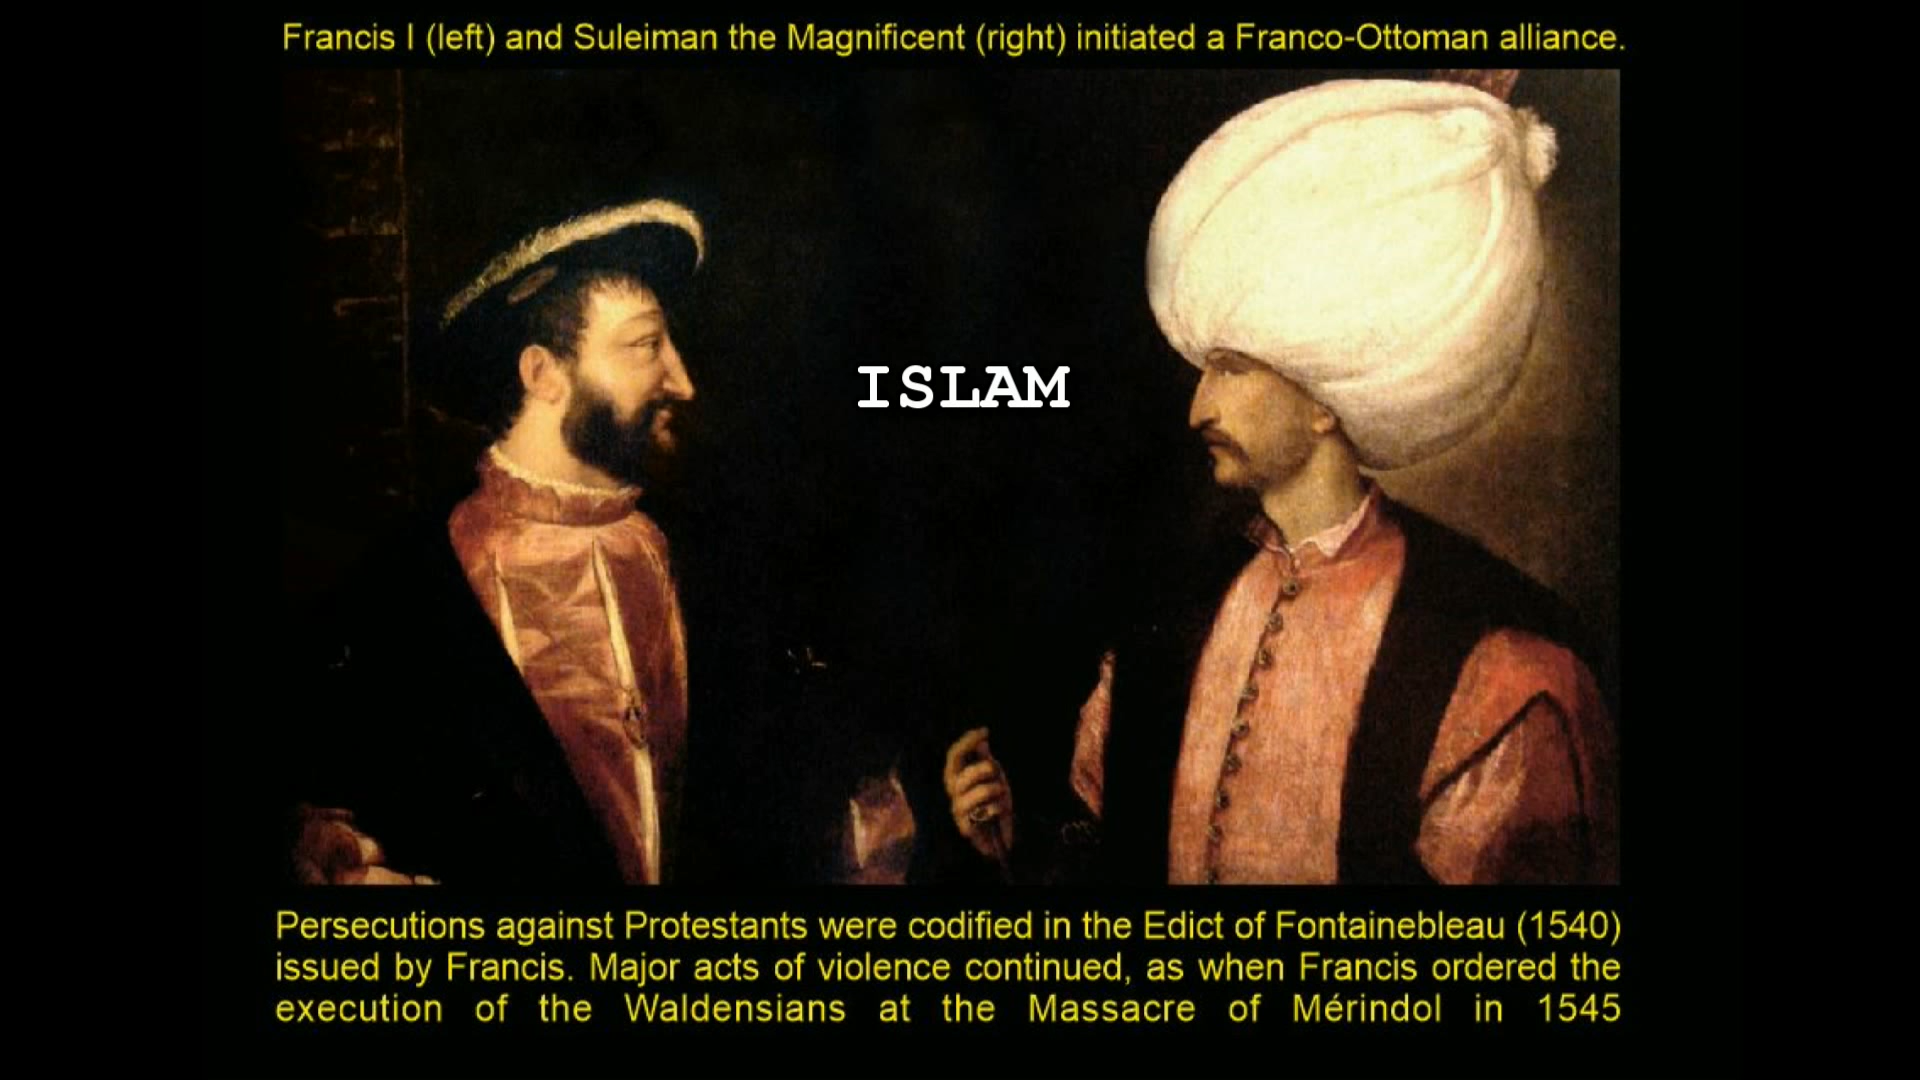 Francis I (left) and Suleiman the Magnificent (right) initiated a Franco-Ottoman alliance.
ISLAM
Persecutions against Protestants were codified in the Edict of Fontainebleau (1540)
issued by Francis. Major acts of violence continued, as when Francis ordered the
execution of the Waldensians at the Massacre of Mérindol in 1545